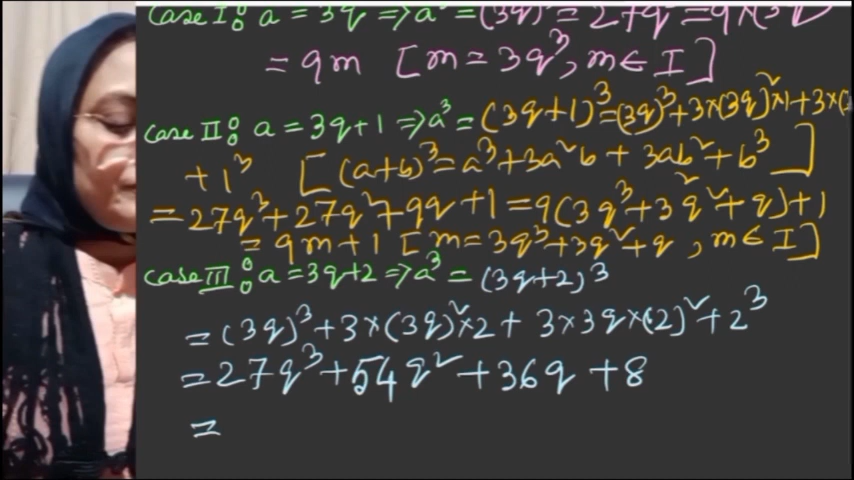 Case I: a = 3q => a³ = (3q)³ = 27q³ = 9×(3q³)
= 9m [m = 3q³, m ∈ I]
Case II: a = 3q+1 => a³ = (3q+1)³ = (3q)³+3×(3q)²×1+3×(3
+ 1³ [(a+b)³ = a³+3a²b + 3ab²+b³]
= 27q³+27q²+9q+1 = 9(3q³+3q²+q)+1
= 9m+1 [m = 3q³+3q²+q, m ∈ I]
Case III: a = 3q+2 => a³ = (3q+2)³
= (3q)³+3×(3q)²×2+ 3×3q×(2)²+2³
= 27q³+54q²+36q+8
=